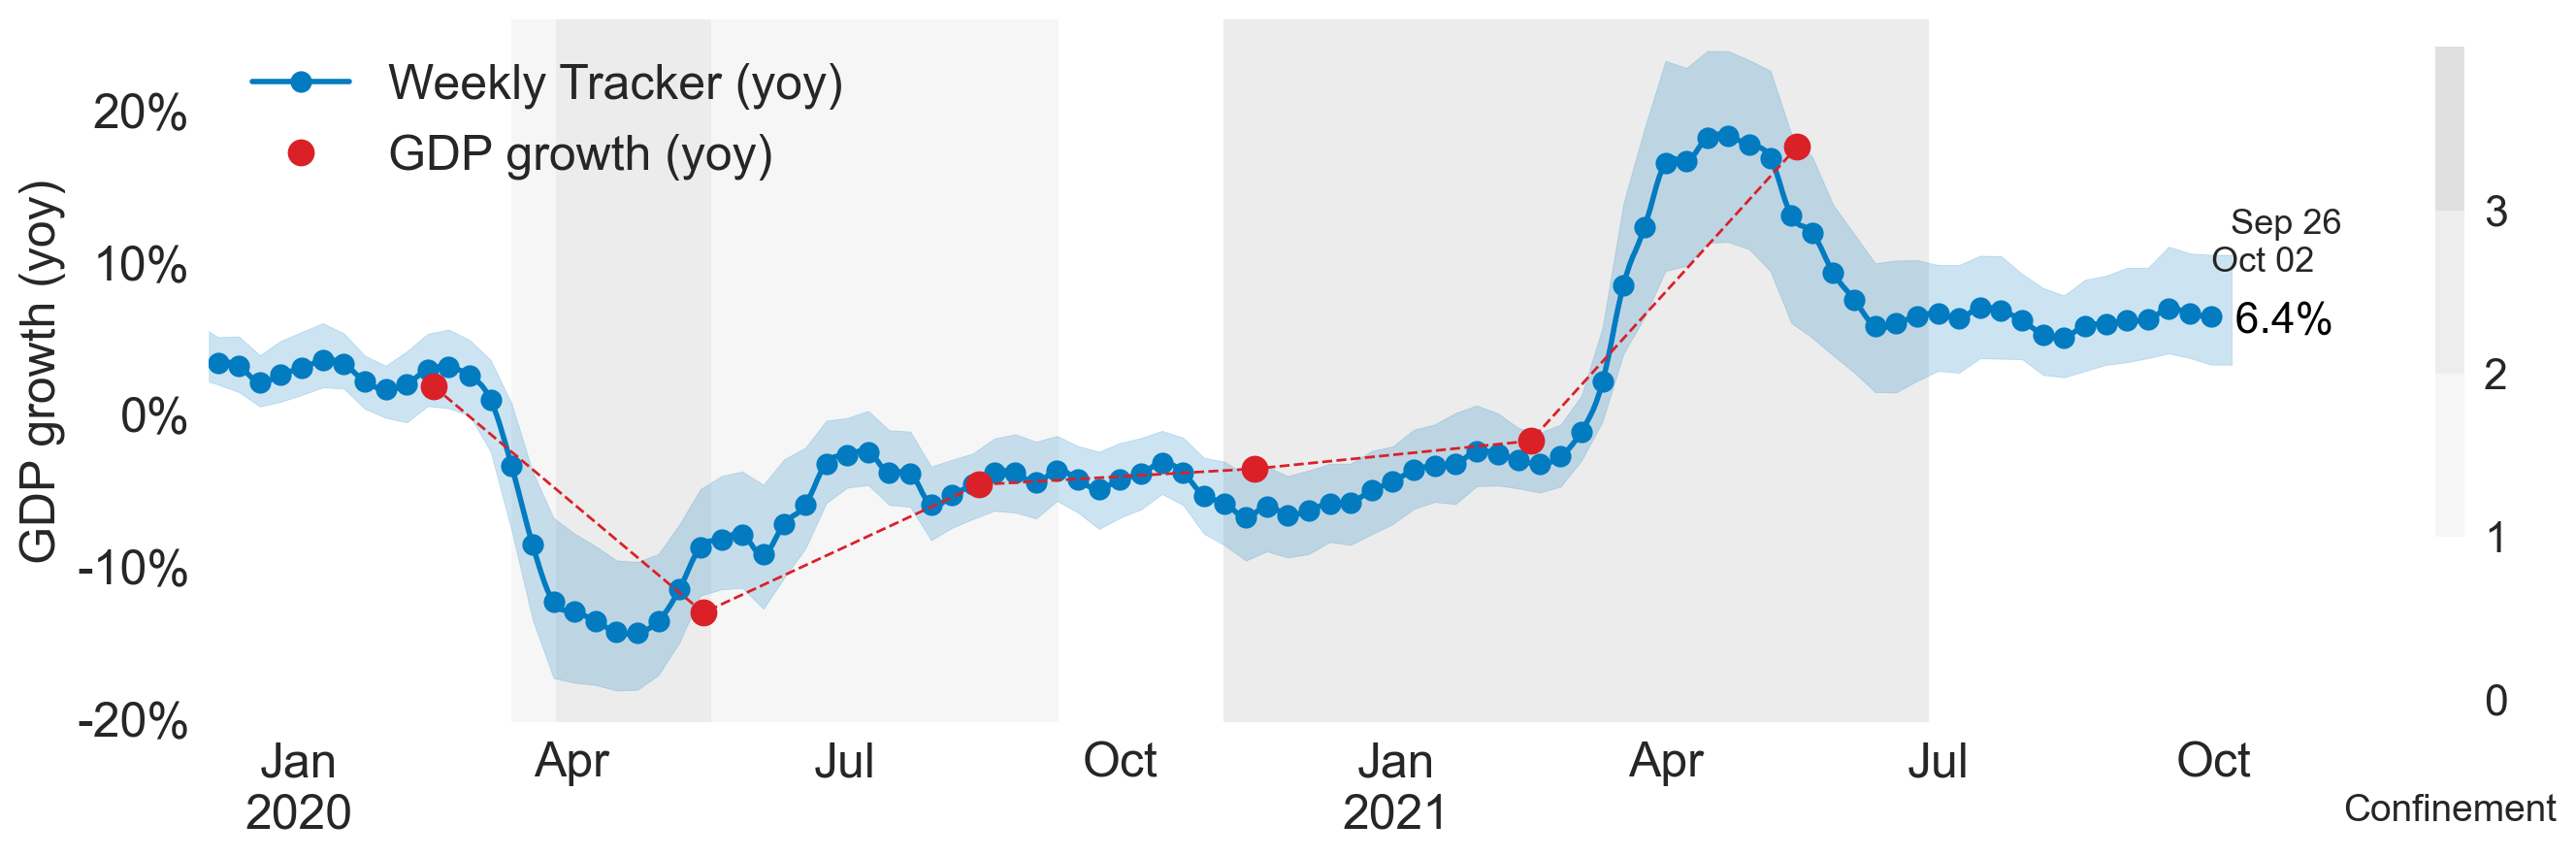 Weekly Tracker (yoy)
GDP growth (yoy)
GDP growth (yoy)
20%
10%
0%
-10%
-20%
Jan
2020
Apr
Jul
Oct
Jan
2021
Apr
Jul
Oct
Sep 26
Oct 02
6.4%
3
2
1
0
Confinement